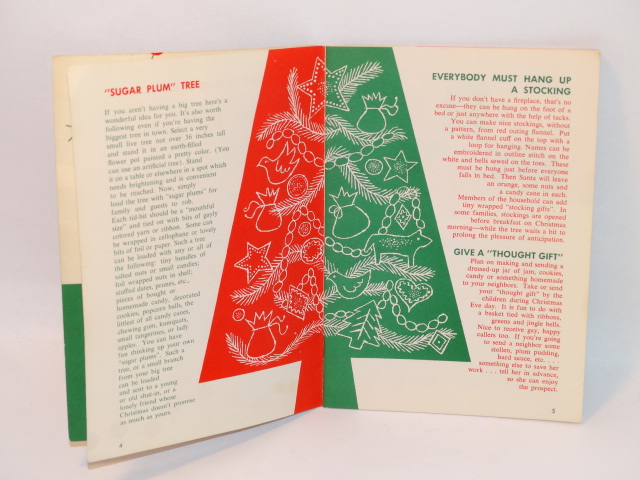 "SUGAR PLUM" TREE
If you aren't having a big tree here's a
wonderful idea for you. It's also worth
following even if you're having the
biggest tree in town. Select a very
small live tree not over 36 inches tall
and stand it in an earth-filled
flower pot painted a pretty color. (You
can use an artificial tree). Stand
it on a table or elsewhere in a spot which
needs brightening and is convenient
to be reached. Now, simply
load the tree with "sugar plums" for
family and guests to rob.
Each tid-bit should be a "mouthful
size" and tied on with bits of gayly
colored yarn or ribbon. Some can
be wrapped in cellophane or lovely
bits of foil or paper. Such a tree
can be loaded with any or all of
the following: tiny bundles of
salted nuts or small candies;
foil wrapped nuts in shell;
stuffed dates, prunes, etc.,
pieces of bought or
homemade candy, decorated
cookies, popcorn balls, the
littlest of all candy canes,
chewing gum, kumquats,
small tangerines, or lady
apples. You can have
fun thinking up your own
"sugar plums". Such a
tree, or a small branch
from your big tree
can be loaded
and sent to a young
or old shut-in, or a
lonely friend whose
Christmas doesn't promise
as much as yours.
4
EVERYBODY MUST HANG UP
A STOCKING
If you don't have a fireplace, that's no
excuse—they can be hung on the foot of a
bed or just anywhere with the help of tacks.
You can make nice stockings, without
a pattern, from red outing flannel. Put
a white flannel cuff on the top with a
loop for hanging. Names can be
embroidered in outline stitch on the
white and bells sewed on the toes. These
must be hung just before everyone
falls in bed. Then Santa will leave
an orange, some nuts and
a candy cane in each.
Members of the household can add
tiny wrapped "stocking gifts". In
some families, stockings are opened
before breakfast on Christmas
morning—while the tree waits a bit to
prolong the pleasure of anticipation.
GIVE A "THOUGHT GIFT"
Plan on making and sending a
dressed-up jar of jam, cookies,
candy or something homemade
to your neighbors. Take or send
your "thought gift" by the
children during Christmas
Eve day. It is fun to do with
a basket tied with ribbons,
greens and jingle bells.
Nice to receive gay, happy
callers too. If you're going
to send a neighbor some
stollen, plum pudding,
hard sauce, etc. . . .
something else to save her
work . . . tell her in advance,
so she can enjoy
the prospect.
5